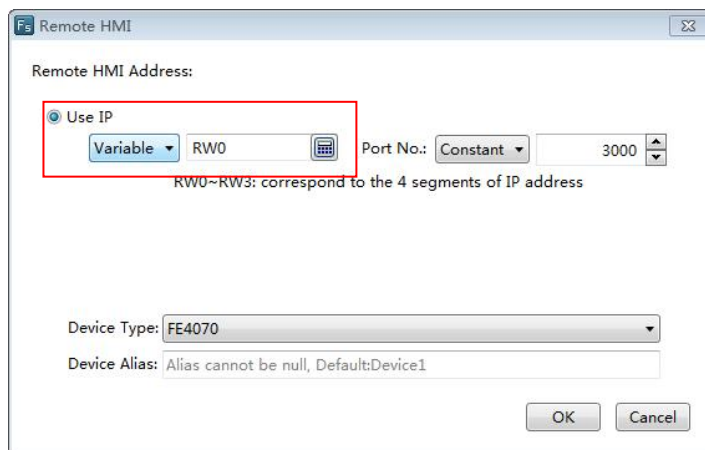 Fs Remote HMI
Remote HMI Address:
Use IP
Variable RW0 Port No.: Constant 3000
RW0~RW3: correspond to the 4 segments of IP address
Device Type: FE4070
Device Alias: Alias cannot be null, Default:Device1
OK Cancel